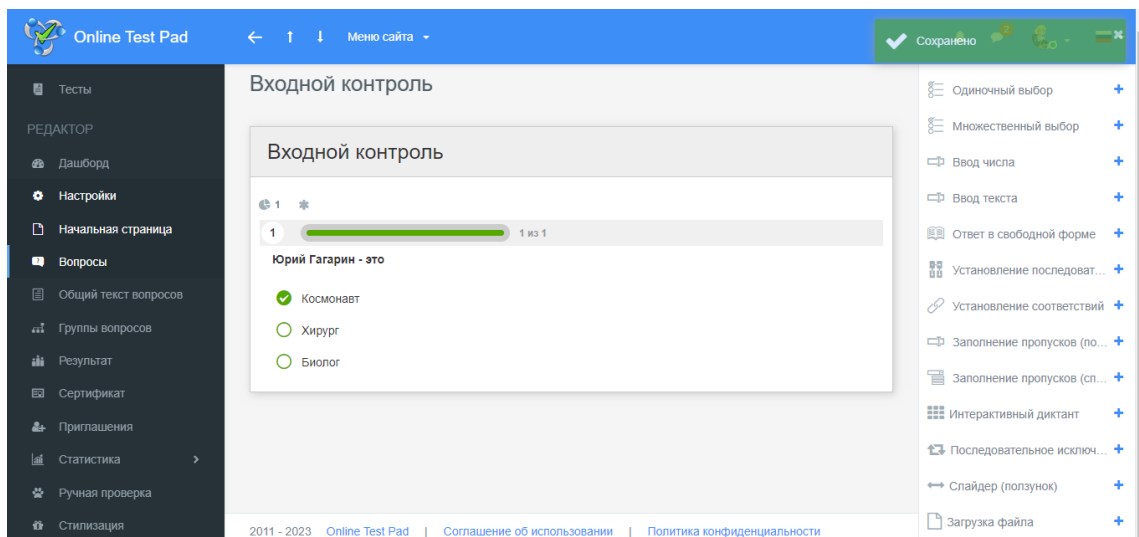 Online Test Pad
Меню сайта
Сохранено
2
Тесты
РЕДАКТОР
Дашборд
Настройки
Начальная страница
Вопросы
Общий текст вопросов
Группы вопросов
Результат
Сертификат
Приглашения
Статистика
Ручная проверка
Стилизация
Входной контроль
Входной контроль
1
1
1 из 1
Юрий Гагарин - это
Космонавт
Хирург
Биолог
2011 - 2023 Online Test Pad | Соглашение об использовании | Политика конфиденциальности
Одиночный выбор
Множественный выбор
Ввод числа
Ввод текста
Ответ в свободной форме
Установление последоват...
Установление соответствий
Заполнение пропусков (по...
Заполнение пропусков (сп...
Интерактивный диктант
Последовательное исключ...
Слайдер (ползунок)
Загрузка файла